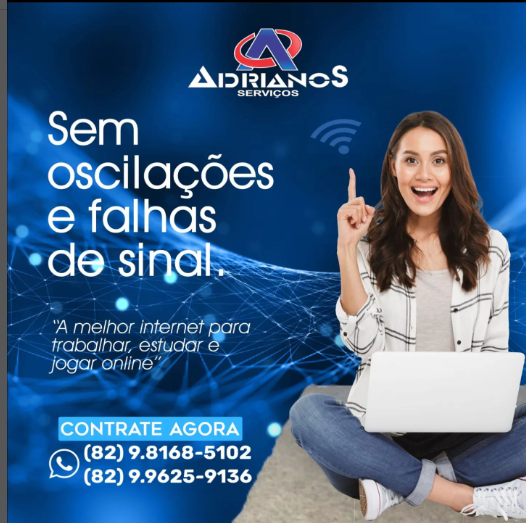 ADRIANOS
SERVIÇOS
Sem
oscilações
e falhas
de sinal.
"A melhor internet para
trabalhar, estudar e
jogar online"
CONTRATE AGORA
(82) 9.8168-5102
(82) 9.9625-9136